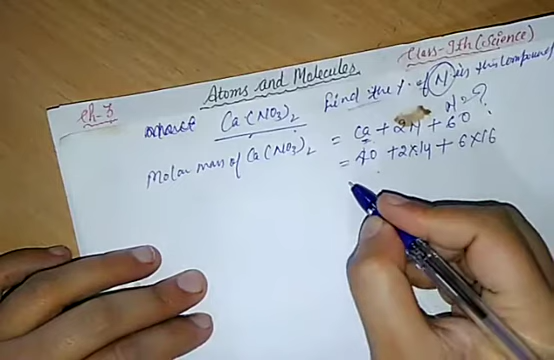 Ch-3 Atoms and Molecules Class-9th (Science)
Ca(NO3)2 Find the % of N in this compound
N = ?
Molar mass of Ca(NO3)2 = Ca + 2N + 6O
= 40 + 2×14 + 6×16